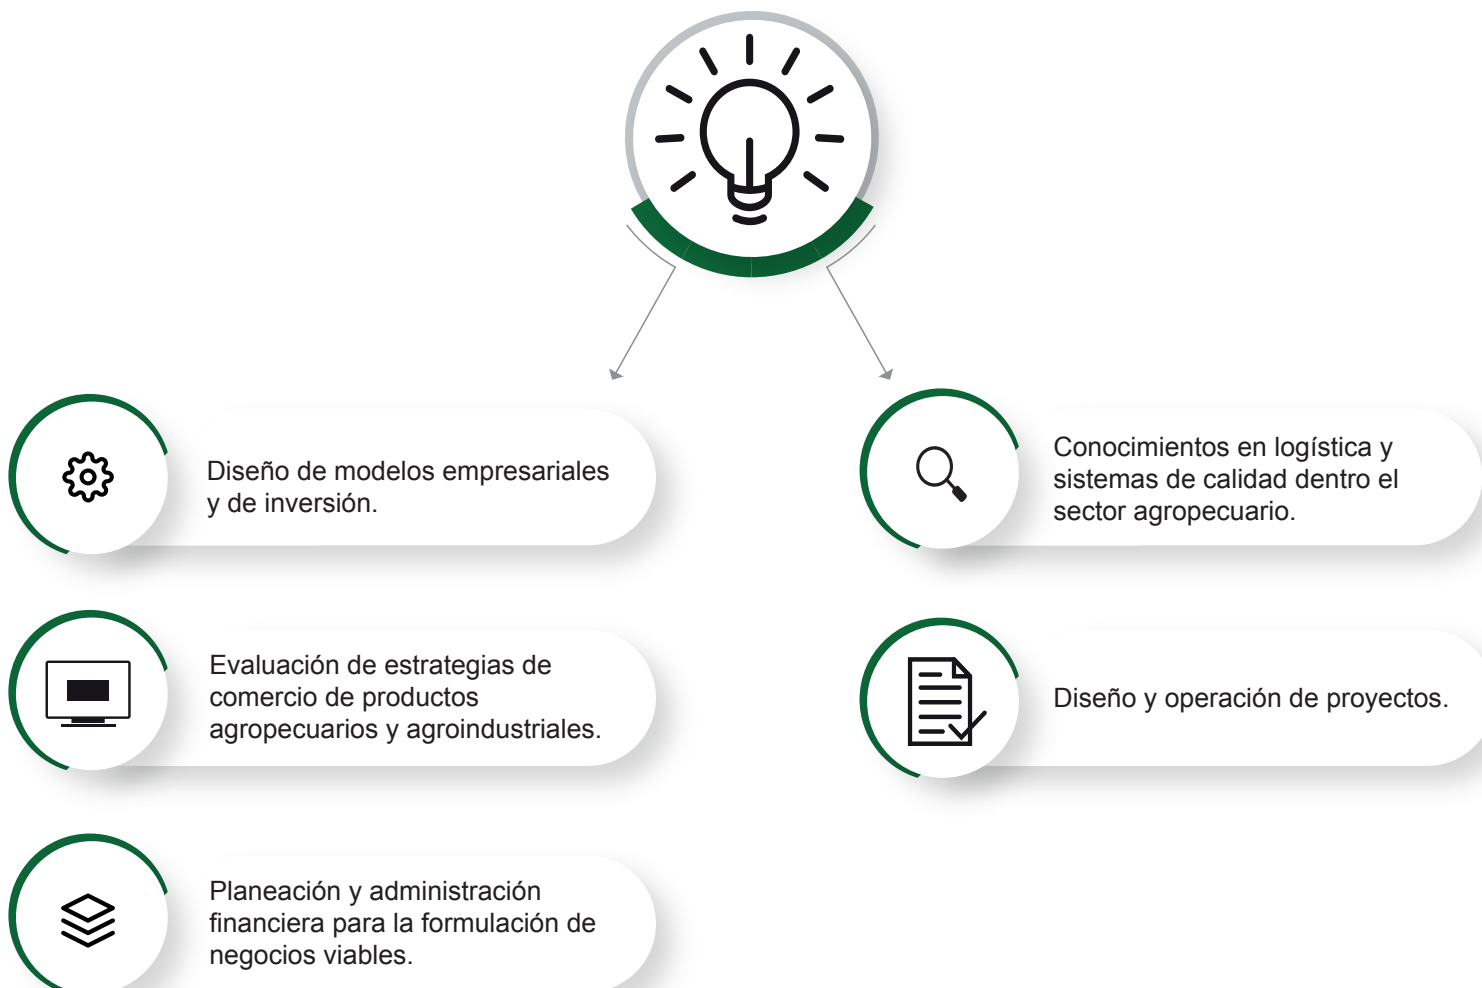 Diseño de modelos empresariales
y de inversión.
Evaluación de estrategias de
comercio de productos
agropecuarios y agroindustriales.
Planeación y administración
financiera para la formulación de
negocios viables.
Conocimientos en logística y
sistemas de calidad dentro el
sector agropecuario.
Diseño y operación de proyectos.